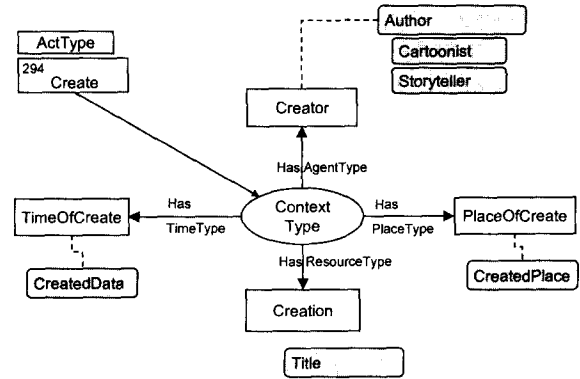 ActType
294
Create
Author
Cartoonist
Storyteller
Creator
Has AgentType
TimeOfCreate
Has
TimeType
Context
Type
Has
PlaceType
PlaceOfCreate
CreatedData
Has ResourceType
CreatedPlace
Creation
Title